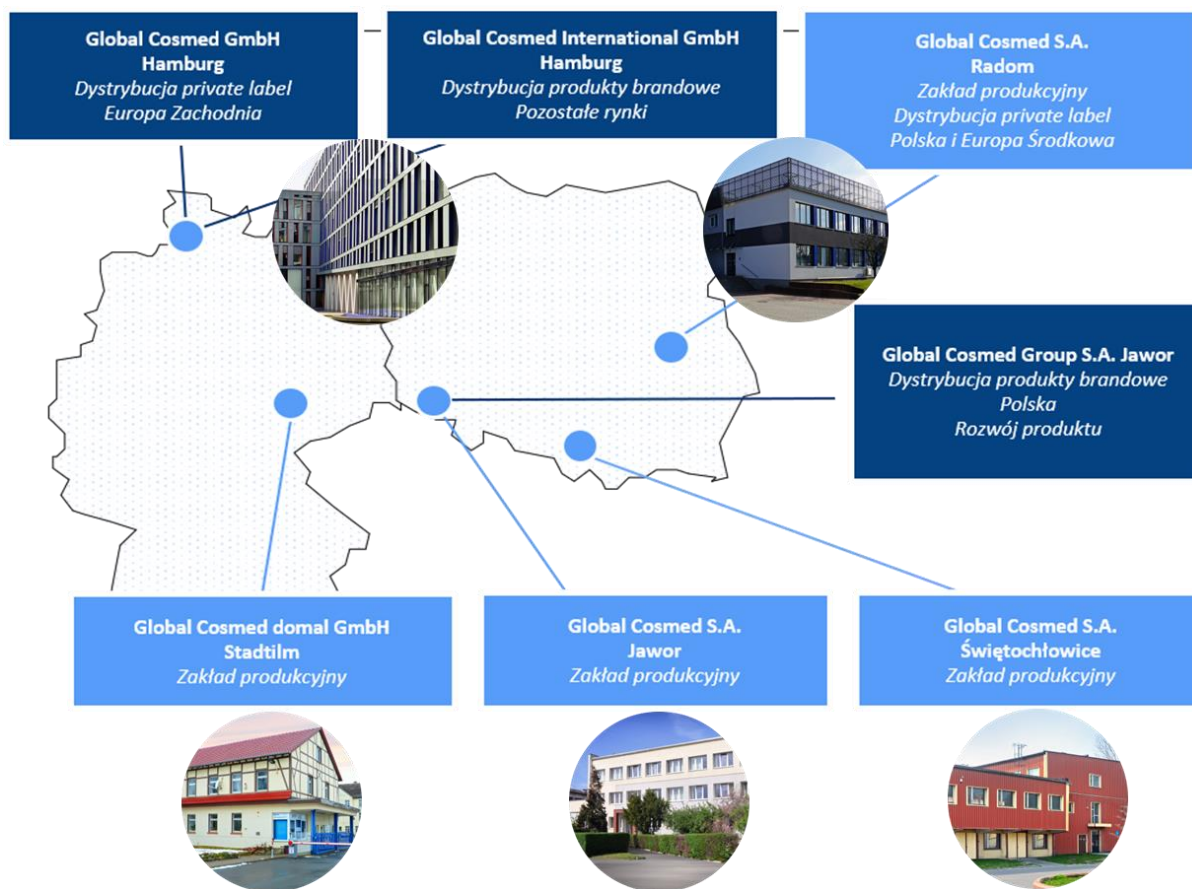 Global Cosmed GmbH
Hamburg
Dystrybucja private label
Europa Zachodnia
Global Cosmed International GmbH
Hamburg
Dystrybucja produkty brandowe
Pozostałe rynki
Global Cosmed S.A.
Radom
Zakład produkcyjny
Dystrybucja private label
Polska i Europa Środkowa
Global Cosmed Group S.A. Jawor
Dystrybucja produkty brandowe
Polska
Rozwój produktu
Global Cosmed domal GmbH
Stadtilm
Zakład produkcyjny
Global Cosmed S.A.
Jawor
Zakład produkcyjny
Global Cosmed S.A.
Świętochłowice
Zakład produkcyjny